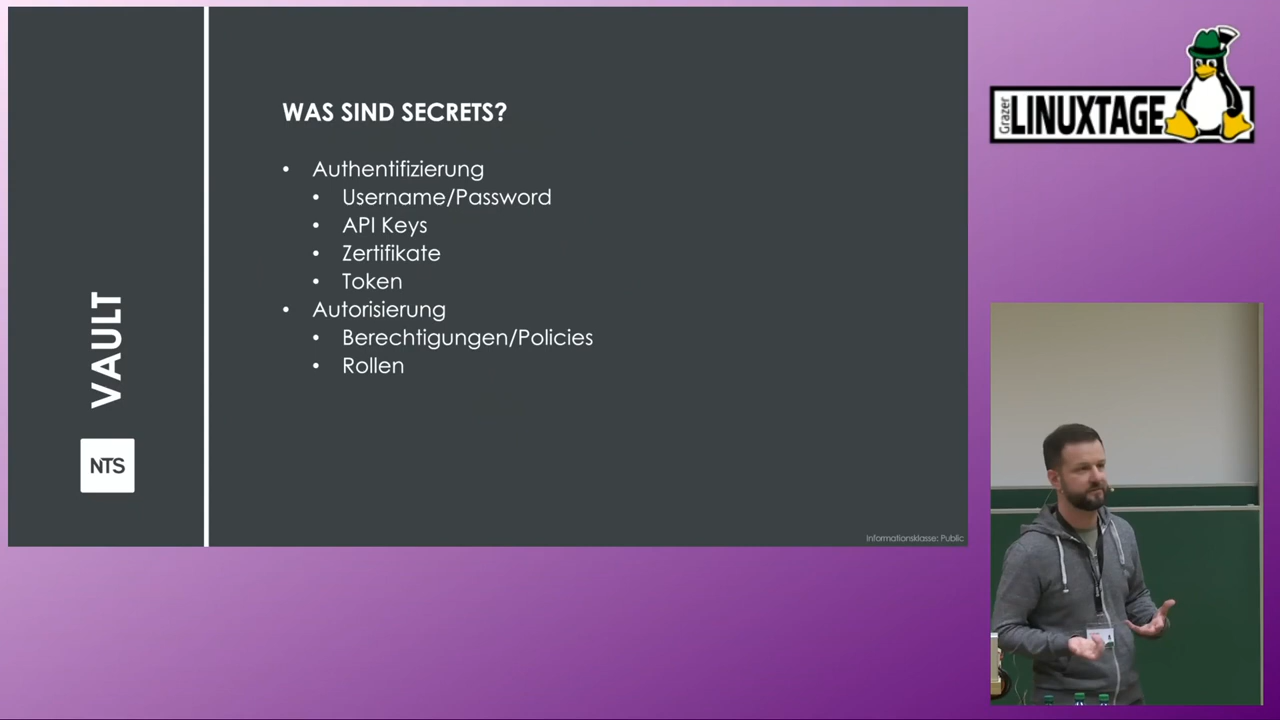 WAS SIND SECRETS?
• Authentifizierung
• Username/Password
• API Keys
• Zertifikate
• Token
• Autorisierung
• Berechtigungen/Policies
• Rollen
VAULT
NTS
Informationsklasse: Public
Grazer
LINUXTAGE